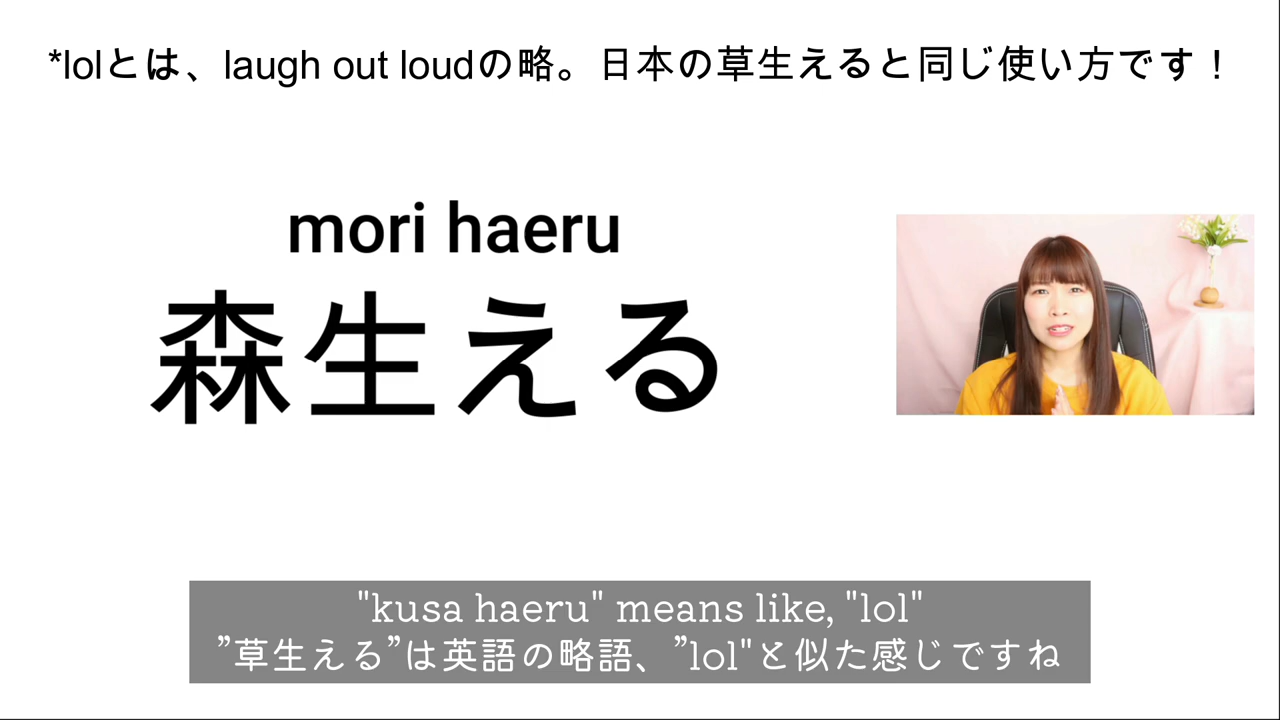 *lolとは、laugh out loudの略。日本の草生えると同じ使い方です！
mori haeru
森生える
"kusa haeru" means like, "lol"
”草生える”は英語の略語、”lol"と似た感じですね